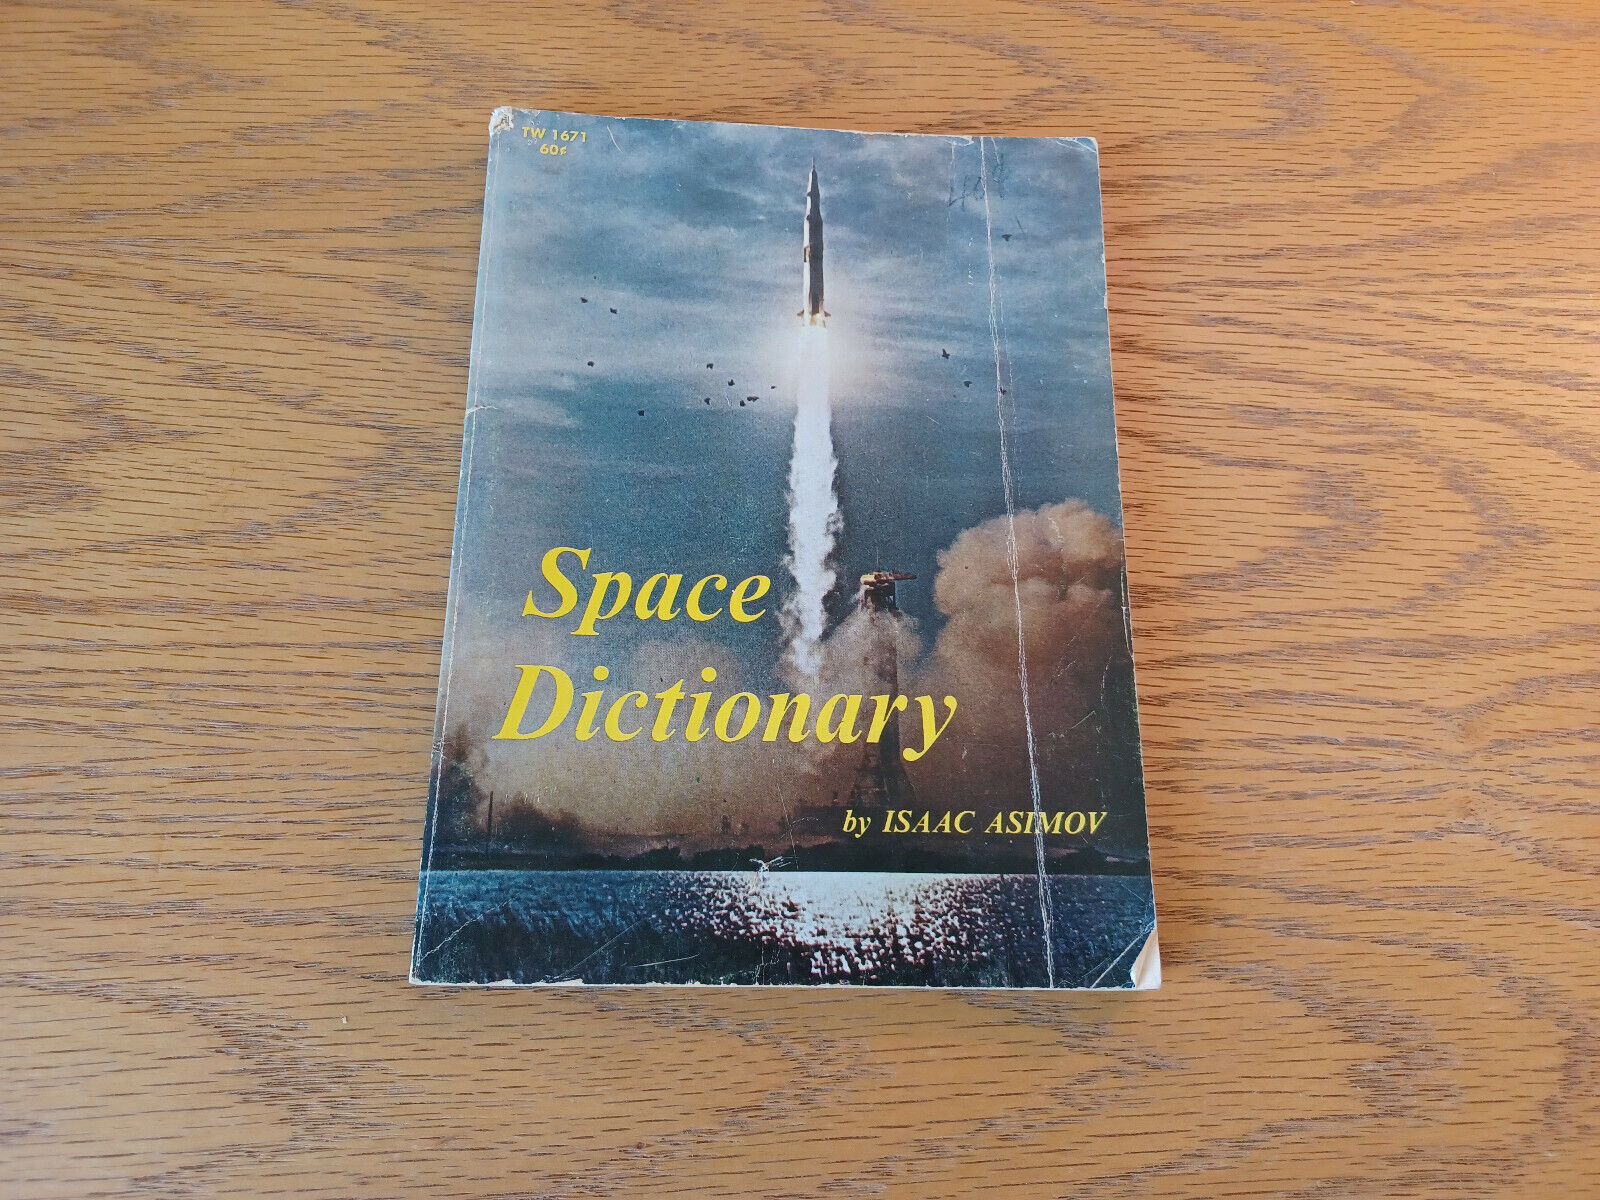 TW 1671
60¢
Space
Dictionary
by ISAAC ASIMOV